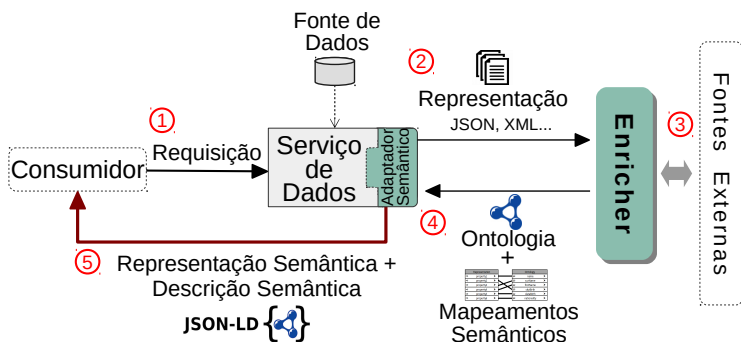 Fonte de
Dados
2
1
Representação
JSON, XML...
3
Requisição
Consumidor
Serviço
de
Dados
Adaptador
Semântico
Enricher
Fontes Externas
4
5
Ontologia
+
Mapeamentos
Semânticos
Representação Semântica +
Descrição Semântica
JSON-LD